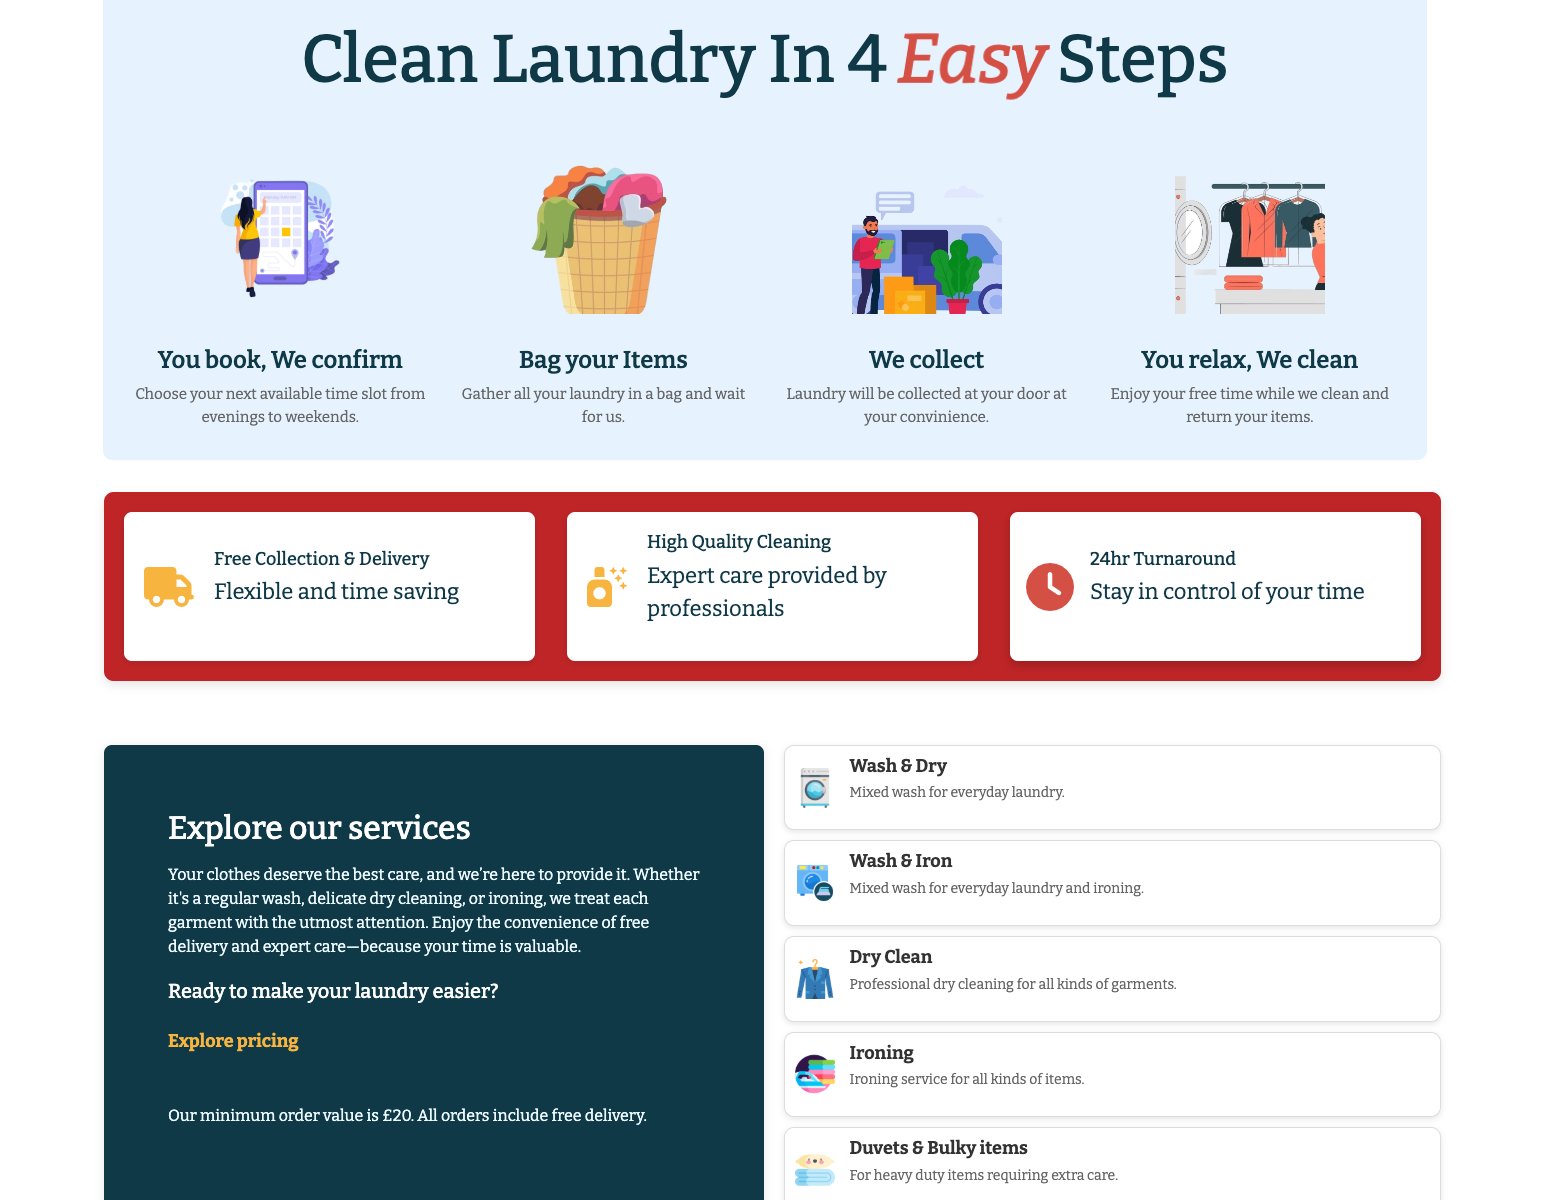 Clean Laundry In 4 Easy Steps
You book, We confirm
Choose your next available time slot from
evenings to weekends.
Bag your Items
Gather all your laundry in a bag and wait
for us.
We collect
Laundry will be collected at your door at
your convinience.
You relax, We clean
Enjoy your free time while we clean and
return your items.
Free Collection & Delivery
Flexible and time saving
High Quality Cleaning
Expert care provided by
professionals
24hr Turnaround
Stay in control of your time
Explore our services
Your clothes deserve the best care, and we’re here to provide it. Whether
it's a regular wash, delicate dry cleaning, or ironing, we treat each
garment with the utmost attention. Enjoy the convenience of free
delivery and expert care—because your time is valuable.
Ready to make your laundry easier?
Explore pricing
Our minimum order value is £20. All orders include free delivery.
Wash & Dry
Mixed wash for everyday laundry.
Wash & Iron
Mixed wash for everyday laundry and ironing.
Dry Clean
Professional dry cleaning for all kinds of garments.
Ironing
Ironing service for all kinds of items.
Duvets & Bulky items
For heavy duty items requiring extra care.